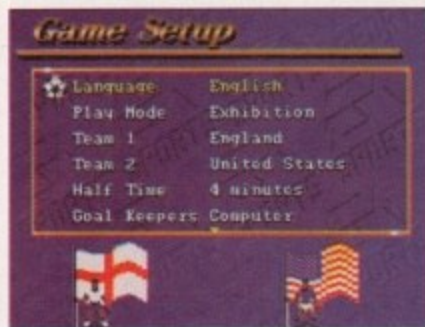 Game Setup
Language English
Play Mode Exhibition
Team 1 England
Team 2 United States
Half Time 4 minutes
Goal Keepers Computer